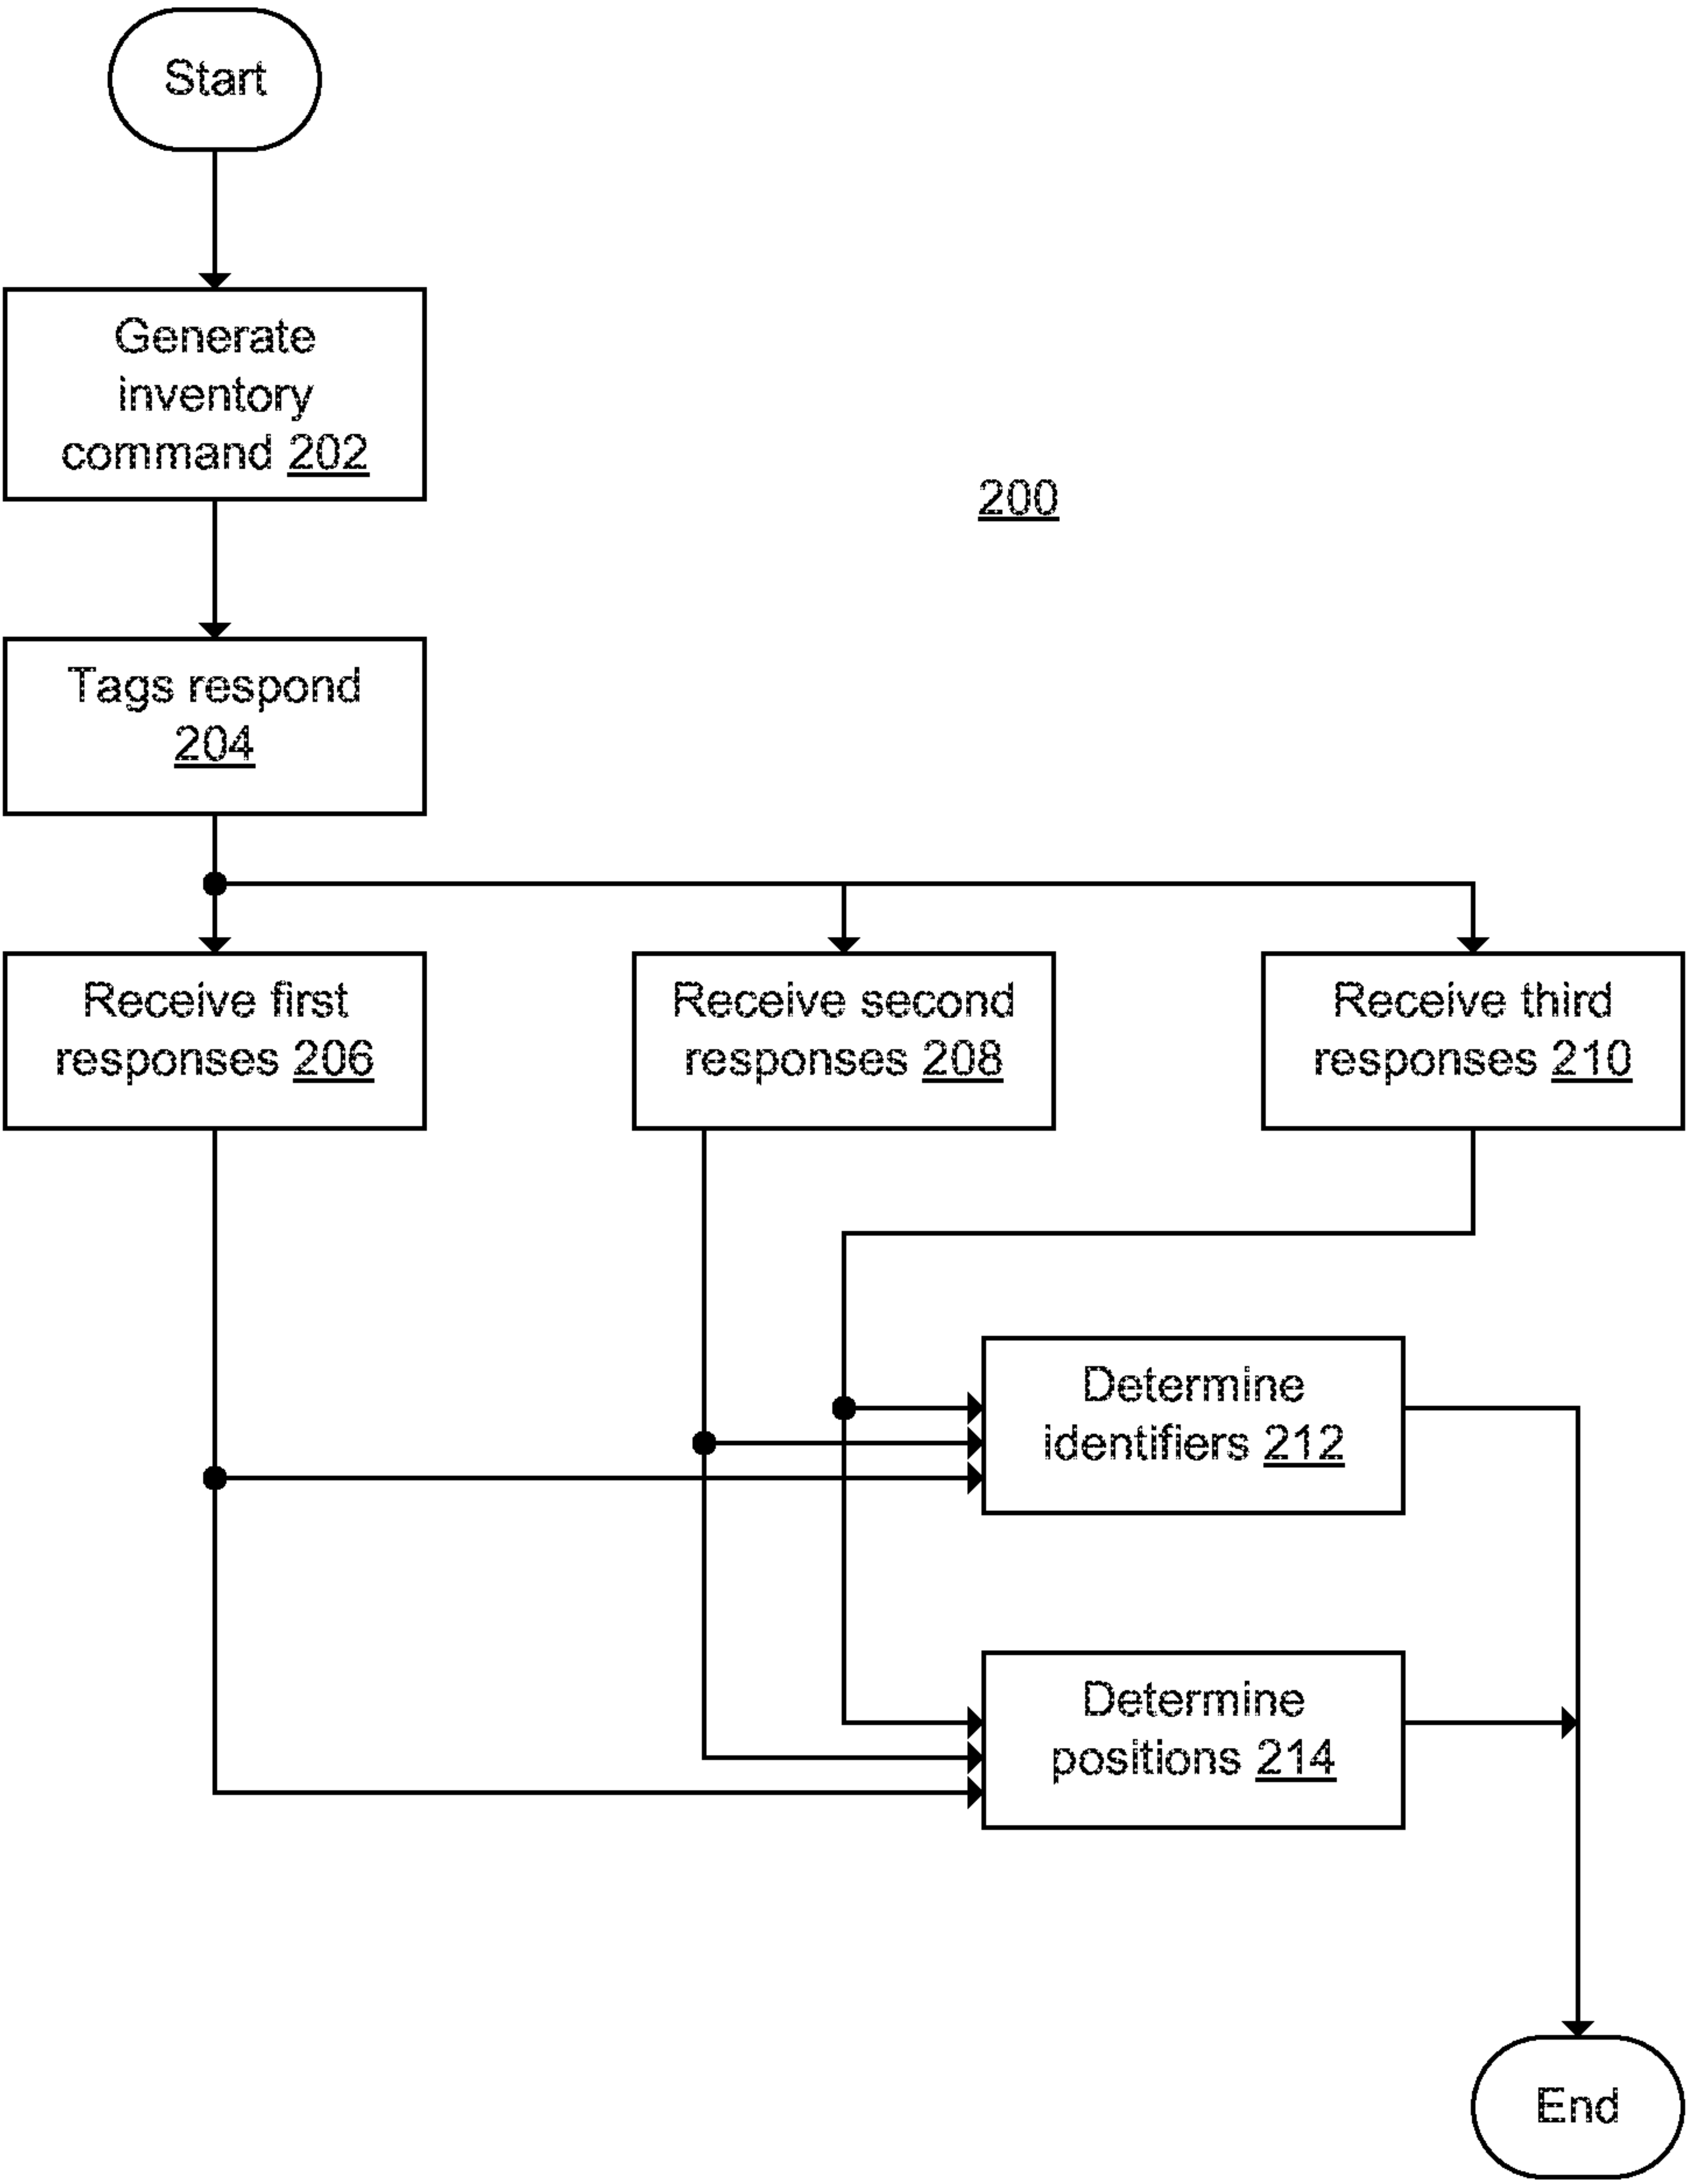 Start
Generate
inventory
command 202
200
Tags respond
204
Receive first
responses 206
Receive second
responses 208
Receive third
responses 210
Determine
identifiers 212
Determine
positions 214
End